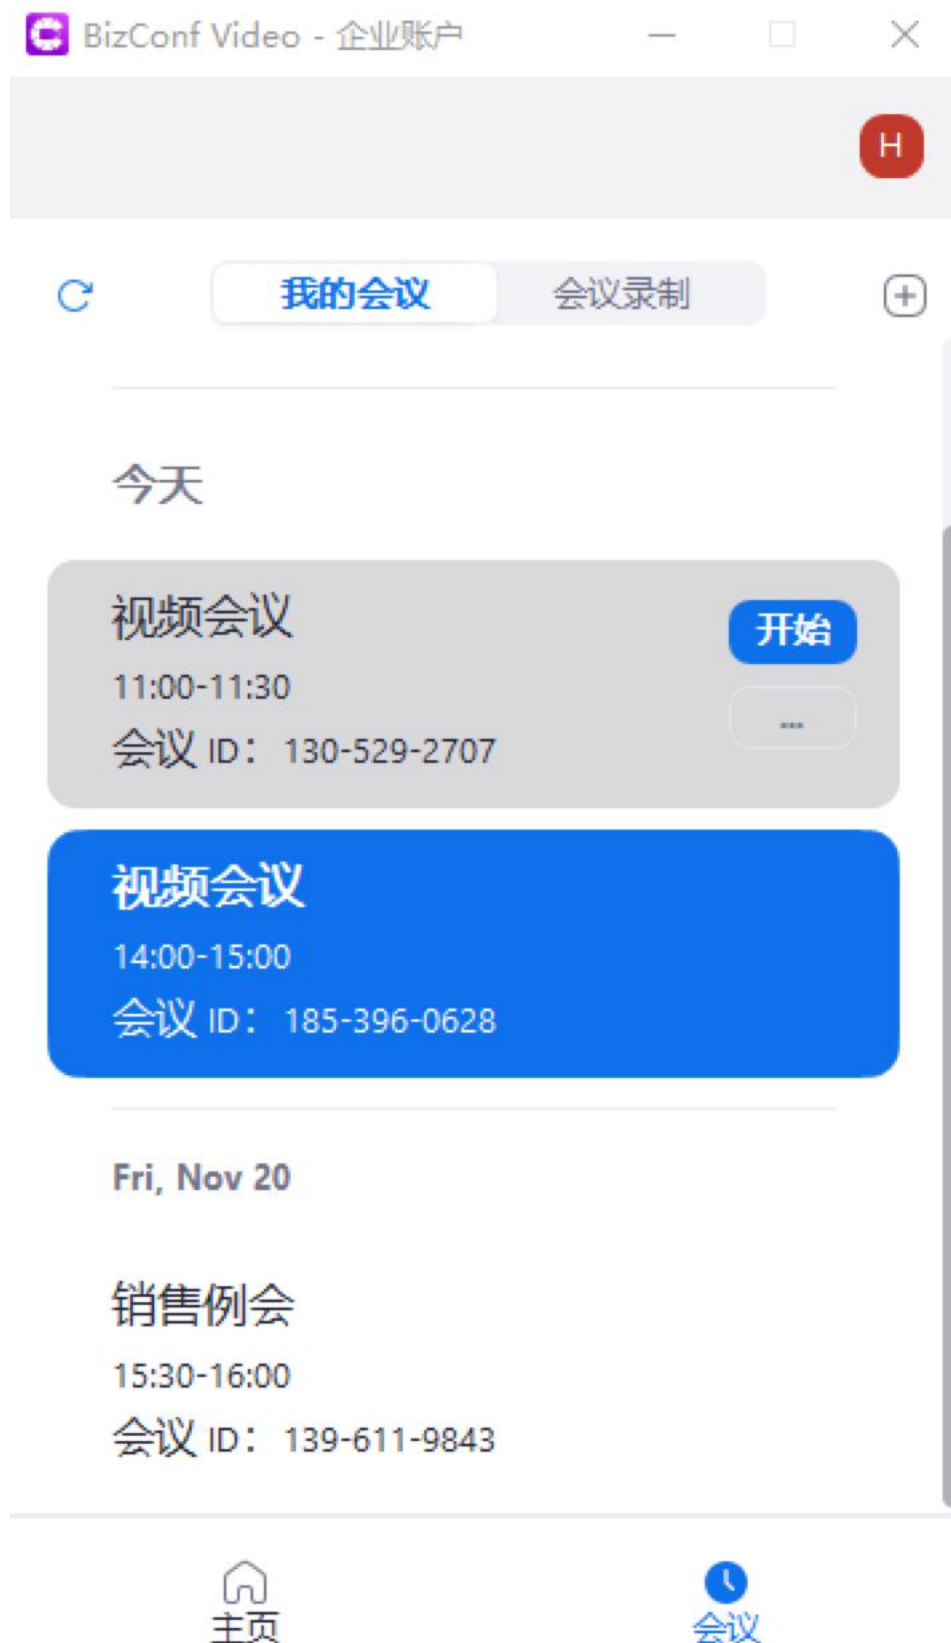 BizConf Video - 企业账户
H
我的会议 会议录制
今天
视频会议
开始
11:00-11:30
...
会议 ID： 130-529-2707
视频会议
14:00-15:00
会议 ID： 185-396-0628
Fri, Nov 20
销售例会
15:30-16:00
会议 ID： 139-611-9843
主页 会议